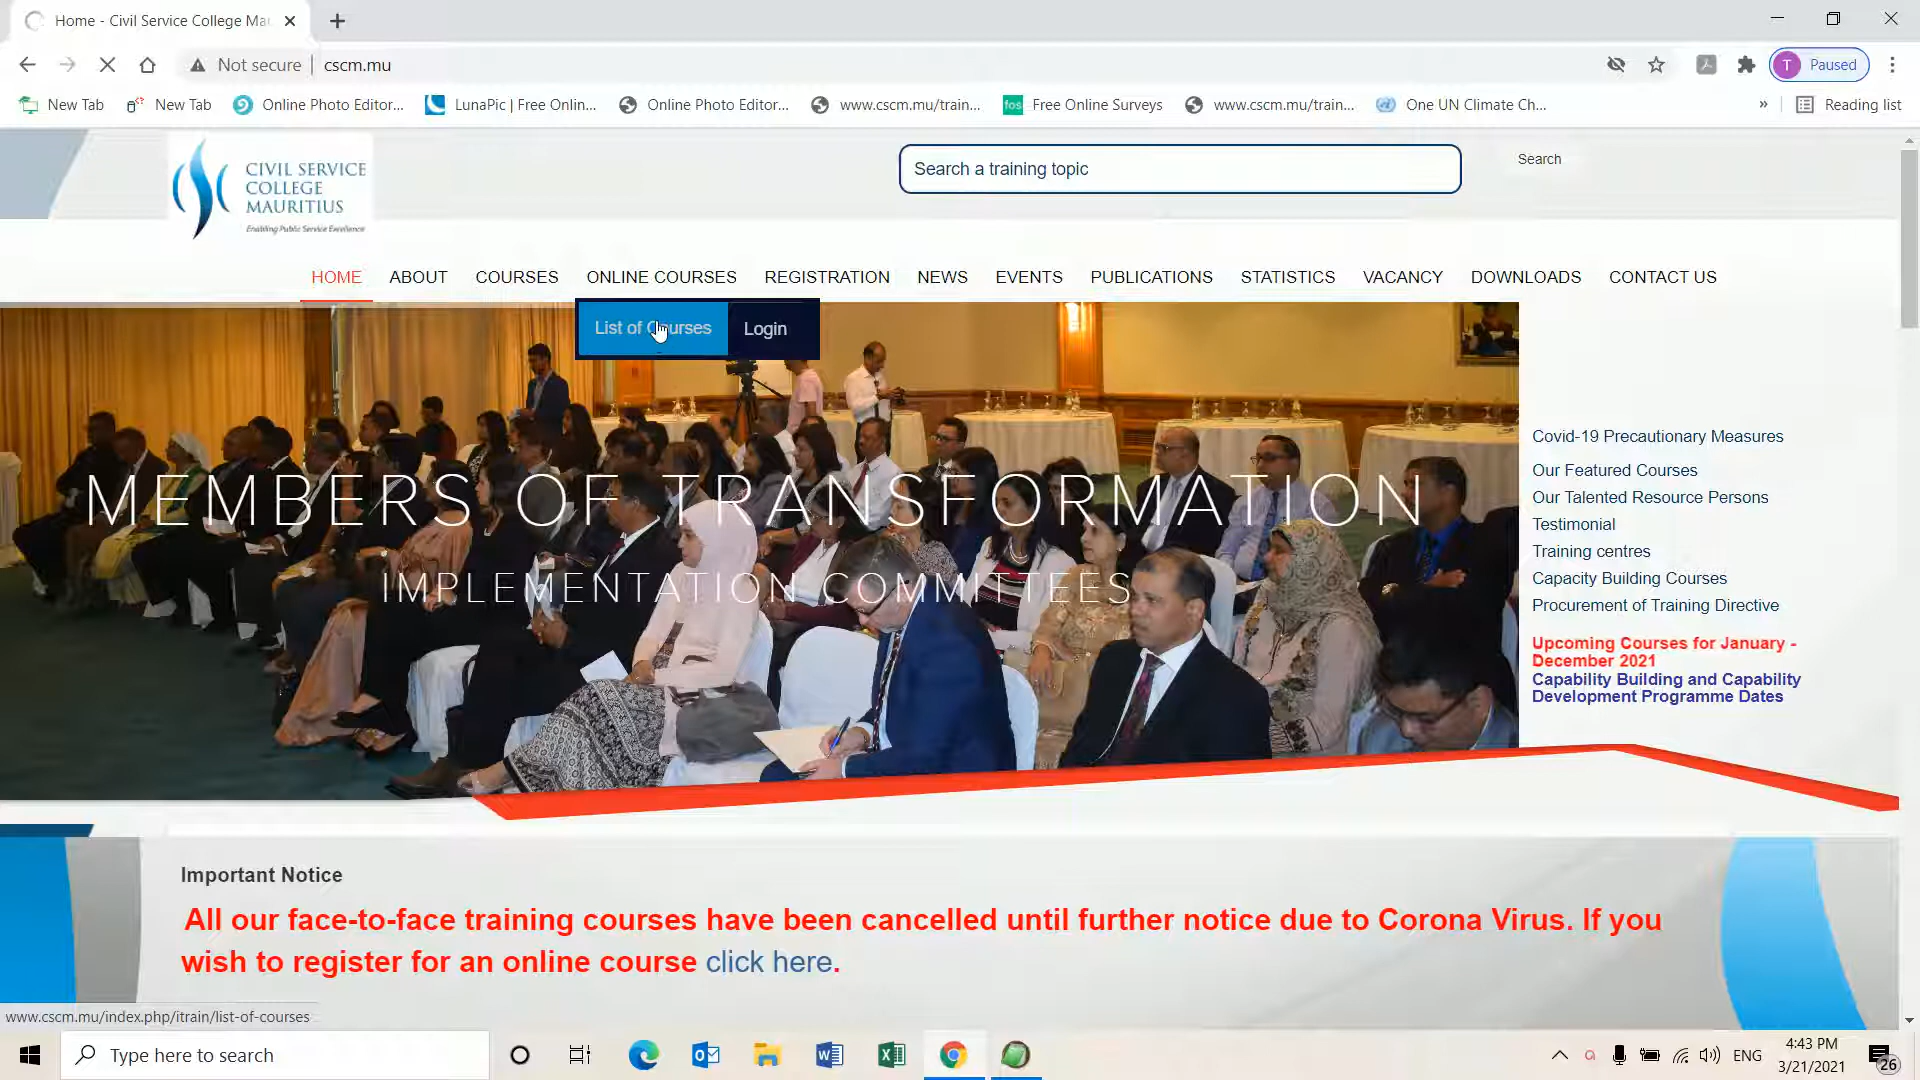 Home - Civil Service College Mau
Not secure
cscm.mu
T
Paused
New Tab
New Tab
Online Photo Editor...
LunaPic | Free Onlin...
Online Photo Editor...
www.cscm.mu/train...
fos
Free Online Surveys
www.cscm.mu/train...
One UN Climate Ch...
»
Reading list
CIVIL SERVICE
COLLEGE
MAURITIUS
Enabling Public Service Excellence
Search a training topic
Search
HOME
ABOUT
COURSES
ONLINE COURSES
REGISTRATION
NEWS
EVENTS
PUBLICATIONS
STATISTICS
VACANCY
DOWNLOADS
CONTACT US
List of Courses
Login
MEMBERS OF TRANSFORMATION
IMPLEMENTATION COMMITTEES
Covid-19 Precautionary Measures
Our Featured Courses
Our Talented Resource Persons
Testimonial
Training centres
Capacity Building Courses
Procurement of Training Directive
Upcoming Courses for January -
December 2021
Capability Building and Capability
Development Programme Dates
Important Notice
All our face-to-face training courses have been cancelled until further notice due to Corona Virus. If you
wish to register for an online course click here.
www.cscm.mu/index.php/itrain/list-of-courses
Type here to search
ENG
4:43 PM
3/21/2021
26